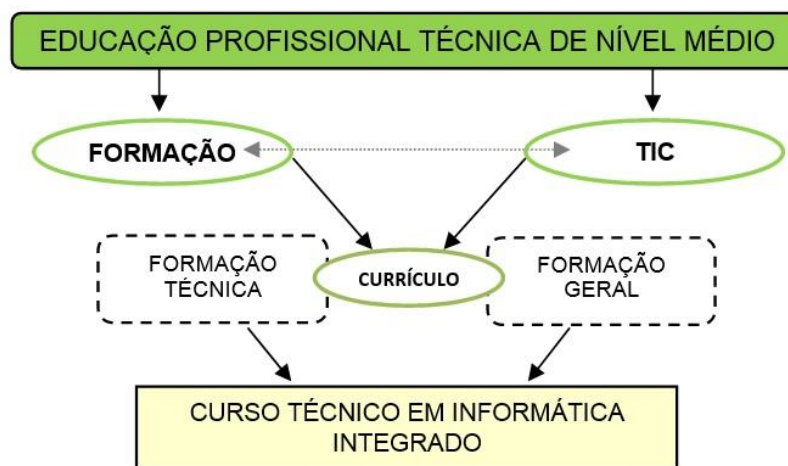 EDUCAÇÃO PROFISSIONAL TÉCNICA DE NÍVEL MÉDIO
FORMAÇÃO
TIC
FORMAÇÃO
TÉCNICA
CURRÍCULO
FORMAÇÃO
GERAL
CURSO TÉCNICO EM INFORMÁTICA
INTEGRADO